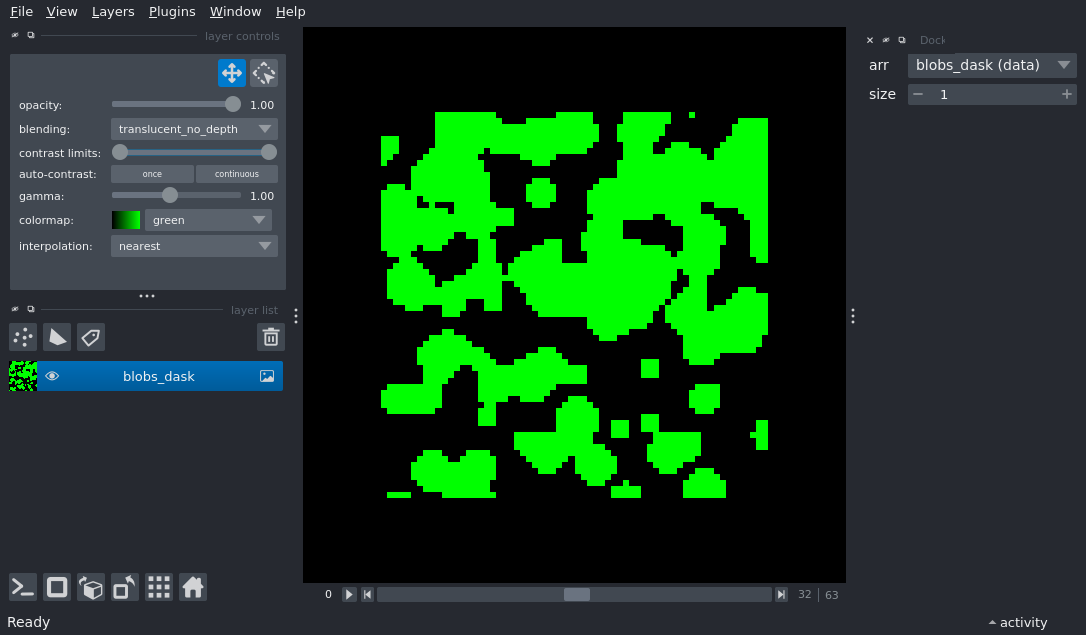 File View Layers Plugins Window Help
layer controls
opacity: 1.00
blending: translucent_no_depth
contrast limits:
auto-contrast: once continuous
gamma: 1.00
colormap: green
interpolation: nearest
layer list
blobs_dask
0 32 63
Ready
activity
Dock
arr blobs_dask (data)
size 1